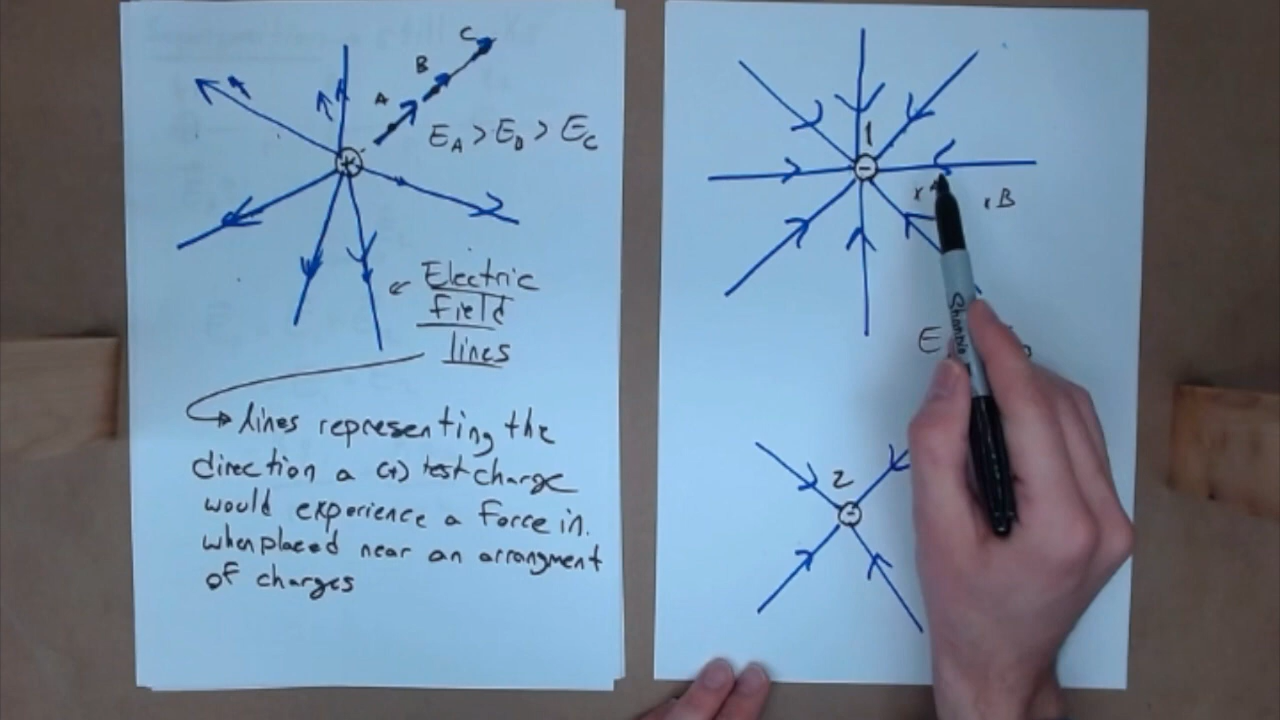 C
B
A
E_A > E_B > E_C
+
Electric
field
lines
lines representing the
direction a (+) test charge
would experience a force in.
when placed near an arrangment
of charges
1
-
x
x B
E
2
-
Sharpie